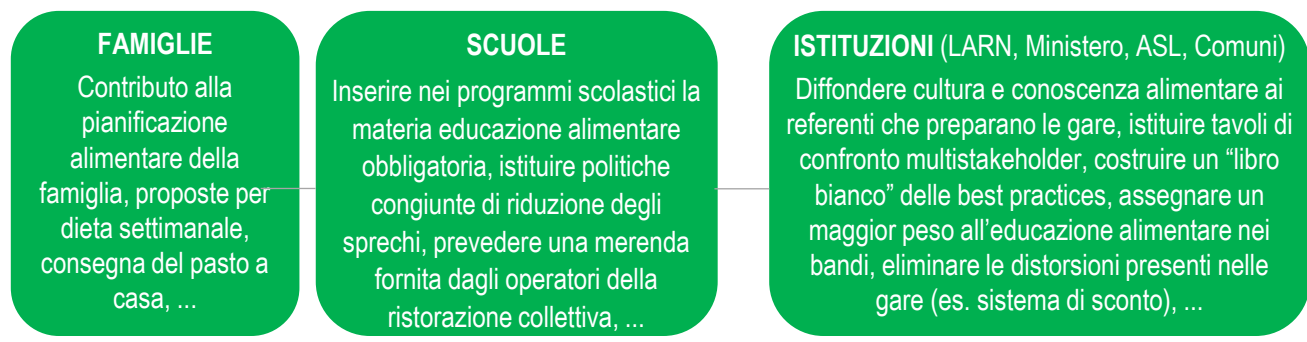 FAMIGLIE
Contributo alla
pianificazione
alimentare della
famiglia, proposte per
dieta settimanale,
consegna del pasto a
casa, ...
SCUOLE
Inserire nei programmi scolastici la
materia educazione alimentare
obbligatoria, istituire politiche
congiunte di riduzione degli
sprechi, prevedere una merenda
fornita dagli operatori della
ristorazione collettiva, ...
ISTITUZIONI (LARN, Ministero, ASL, Comuni)
Diffondere cultura e conoscenza alimentare ai
referenti che preparano le gare, istituire tavoli di
confronto multistakeholder, costruire un “libro
bianco” delle best practices, assegnare un
maggior peso all’educazione alimentare nei
bandi, eliminare le distorsioni presenti nelle
gare (es. sistema di sconto), ...